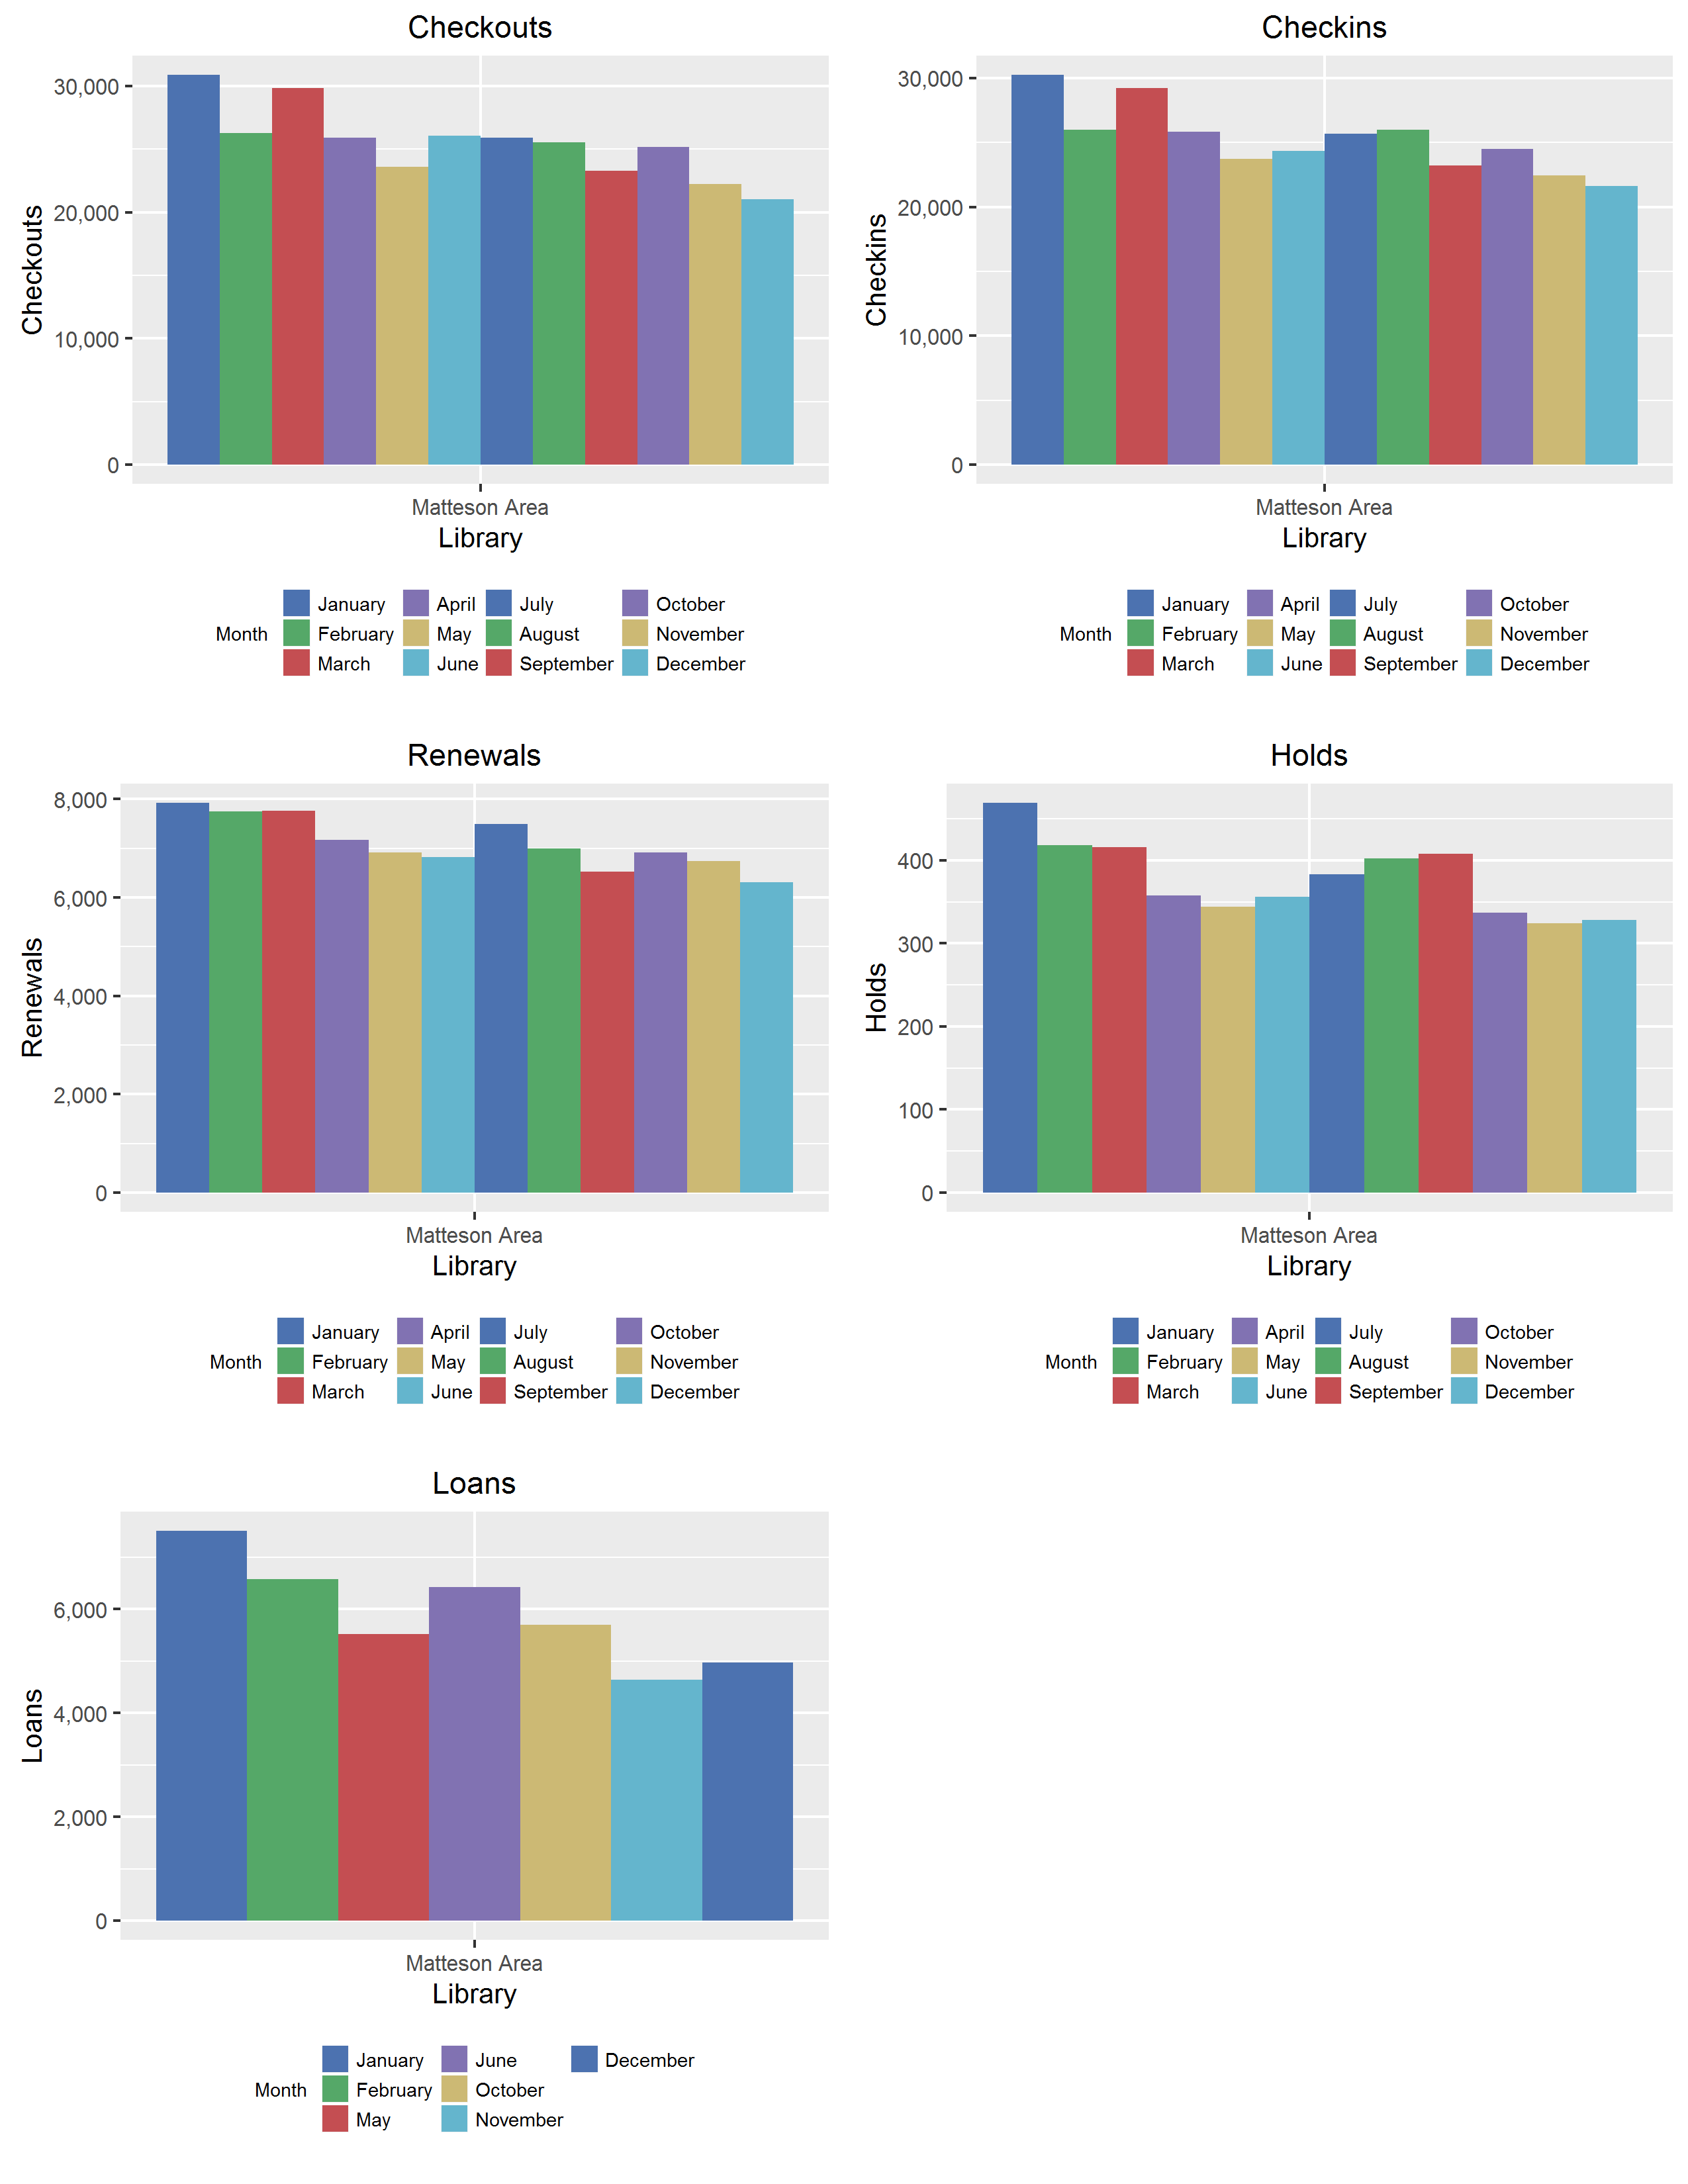 Checkouts
Checkouts
30,000
20,000
10,000
0
Matteson Area
Library
Month
January
February
March
April
May
June
July
August
September
October
November
December
Checkins
Checkins
30,000
20,000
10,000
0
Matteson Area
Library
Month
January
February
March
April
May
June
July
August
September
October
November
December
Renewals
Renewals
8,000
6,000
4,000
2,000
0
Matteson Area
Library
Month
January
February
March
April
May
June
July
August
September
October
November
December
Holds
Holds
400
300
200
100
0
Matteson Area
Library
Month
January
February
March
April
May
June
July
August
September
October
November
December
Loans
Loans
6,000
4,000
2,000
0
Matteson Area
Library
Month
January
February
May
June
October
November
December